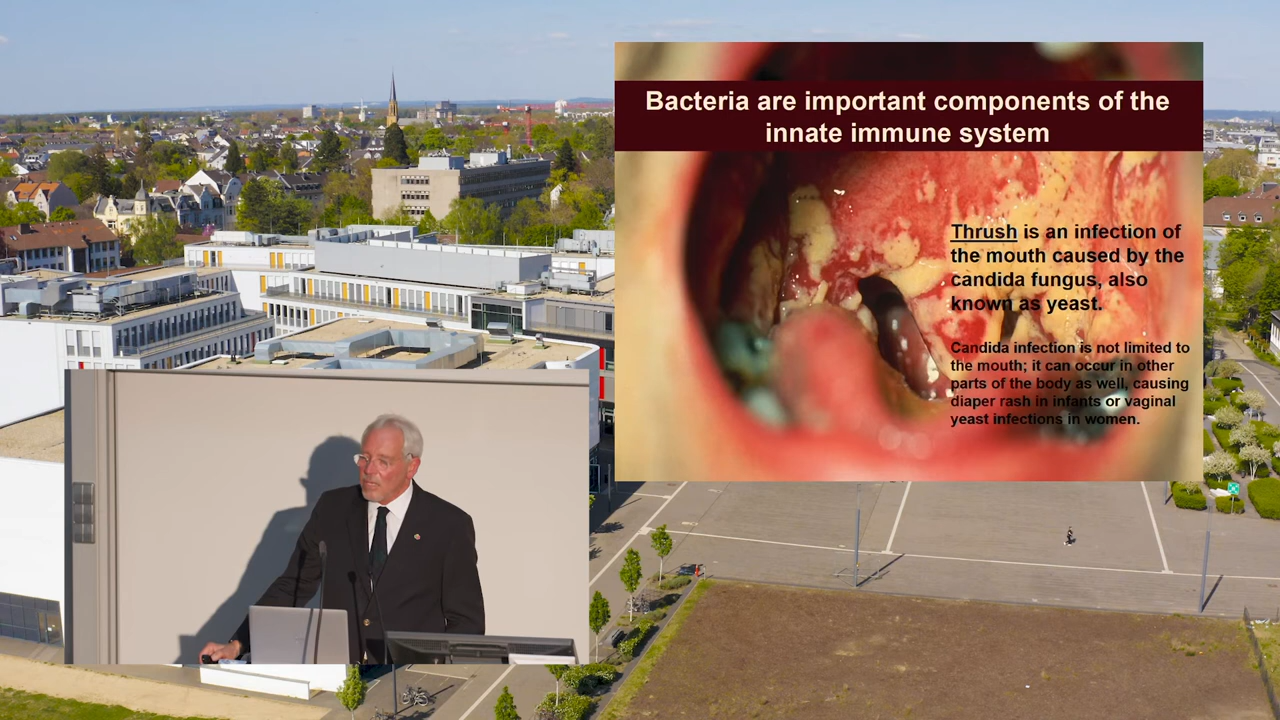 Bacteria are important components of the
innate immune system
Thrush is an infection of
the mouth caused by the
candida fungus, also
known as yeast.
Candida infection is not limited to
the mouth; it can occur in other
parts of the body as well, causing
diaper rash in infants or vaginal
yeast infections in women.